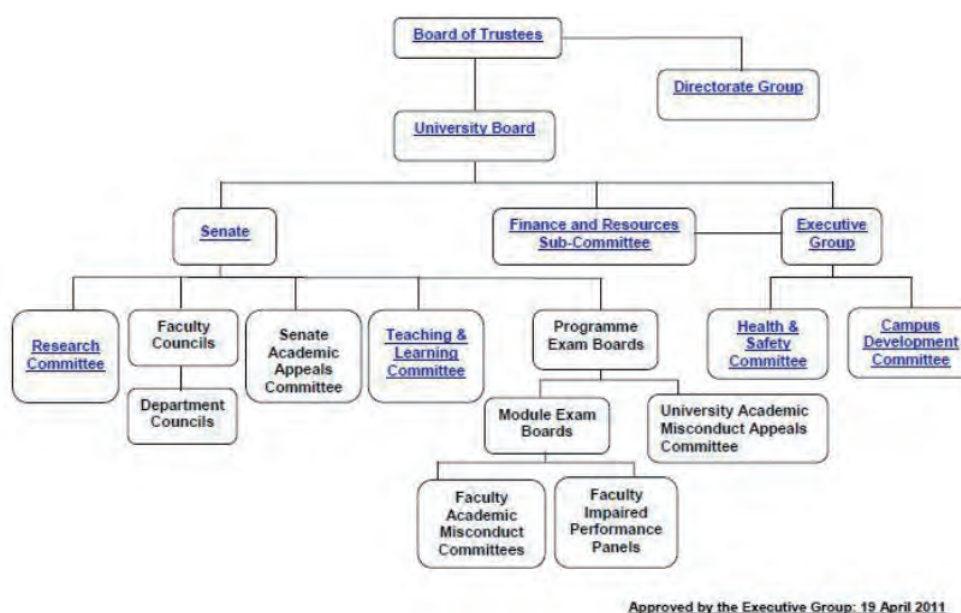 Board of Trustees
Directorate Group
University Board
Senate
Finance and Resources
Sub-Committee
Executive
Group
Research
Committee
Faculty
Councils
Department
Councils
Senate
Academic
Appeals
Committee
Teaching &
Learning
Committee
Programme
Exam Boards
Health &
Safety
Committee
Campus
Development
Committee
Module Exam
Boards
University Academic
Misconduct Appeals
Committee
Faculty
Academic
Misconduct
Committees
Faculty
Impaired
Performance
Panels
Approved by the Executive Group: 19 April 2011